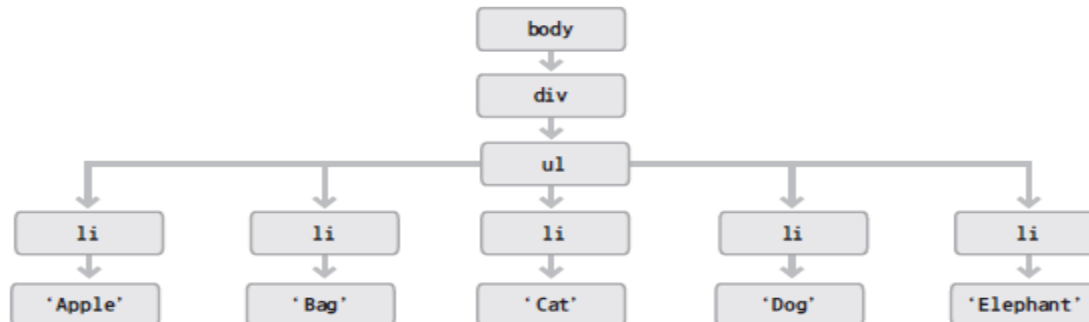 body
div
ul
li li li li li
‘Apple’ ‘Bag’ ‘Cat’ ‘Dog’ ‘Elephant’